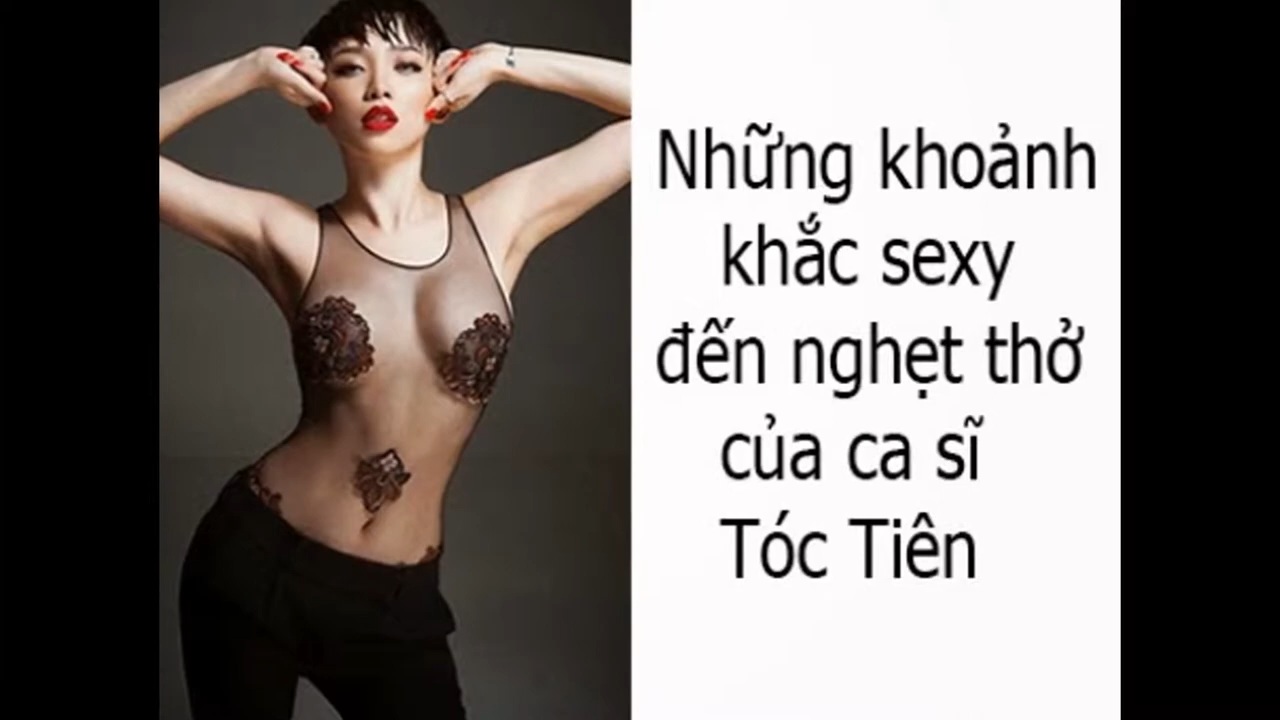 Những khoảnh
khắc sexy
đến nghẹt thở
của ca sĩ
Tóc Tiên